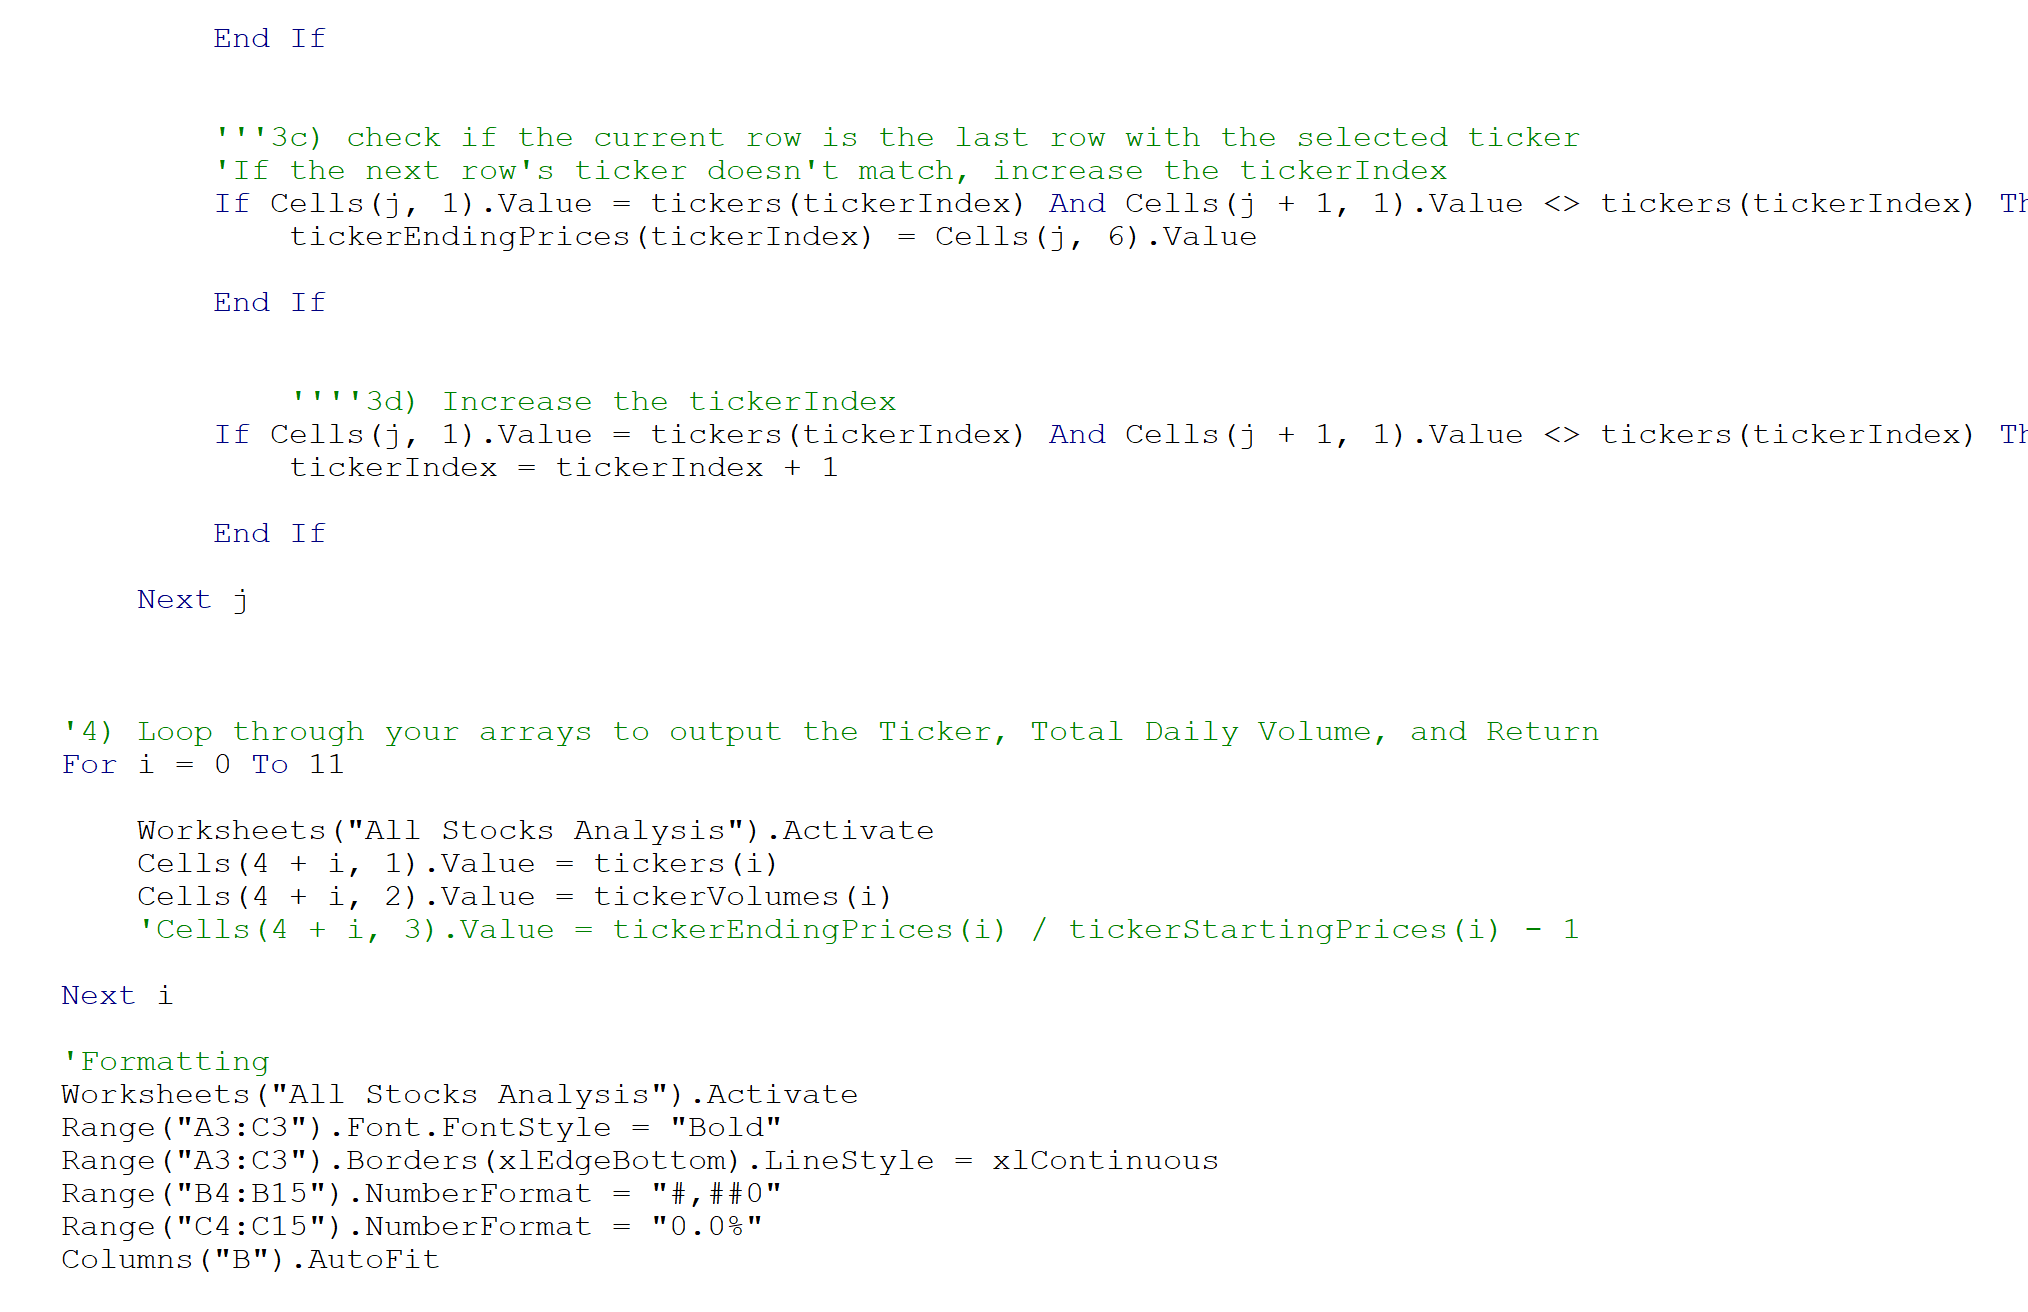 End If
'''3c) check if the current row is the last row with the selected ticker
'If the next row's ticker doesn't match, increase the tickerIndex
If Cells(j, 1).Value = tickers(tickerIndex) And Cells(j + 1, 1).Value <> tickers(tickerIndex) Th
tickerEndingPrices(tickerIndex) = Cells(j, 6).Value
End If
''''3d) Increase the tickerIndex
If Cells(j, 1).Value = tickers(tickerIndex) And Cells(j + 1, 1).Value <> tickers(tickerIndex) Th
tickerIndex = tickerIndex + 1
End If
Next j
'4) Loop through your arrays to output the Ticker, Total Daily Volume, and Return
For i = 0 To 11
Worksheets("All Stocks Analysis").Activate
Cells(4 + i, 1).Value = tickers(i)
Cells(4 + i, 2).Value = tickerVolumes(i)
'Cells(4 + i, 3).Value = tickerEndingPrices(i) / tickerStartingPrices(i) - 1
Next i
'Formatting
Worksheets("All Stocks Analysis").Activate
Range("A3:C3").Font.FontStyle = "Bold"
Range("A3:C3").Borders(xlEdgeBottom).LineStyle = xlContinuous
Range("B4:B15").NumberFormat = "#,##0"
Range("C4:C15").NumberFormat = "0.0%"
Columns("B").AutoFit